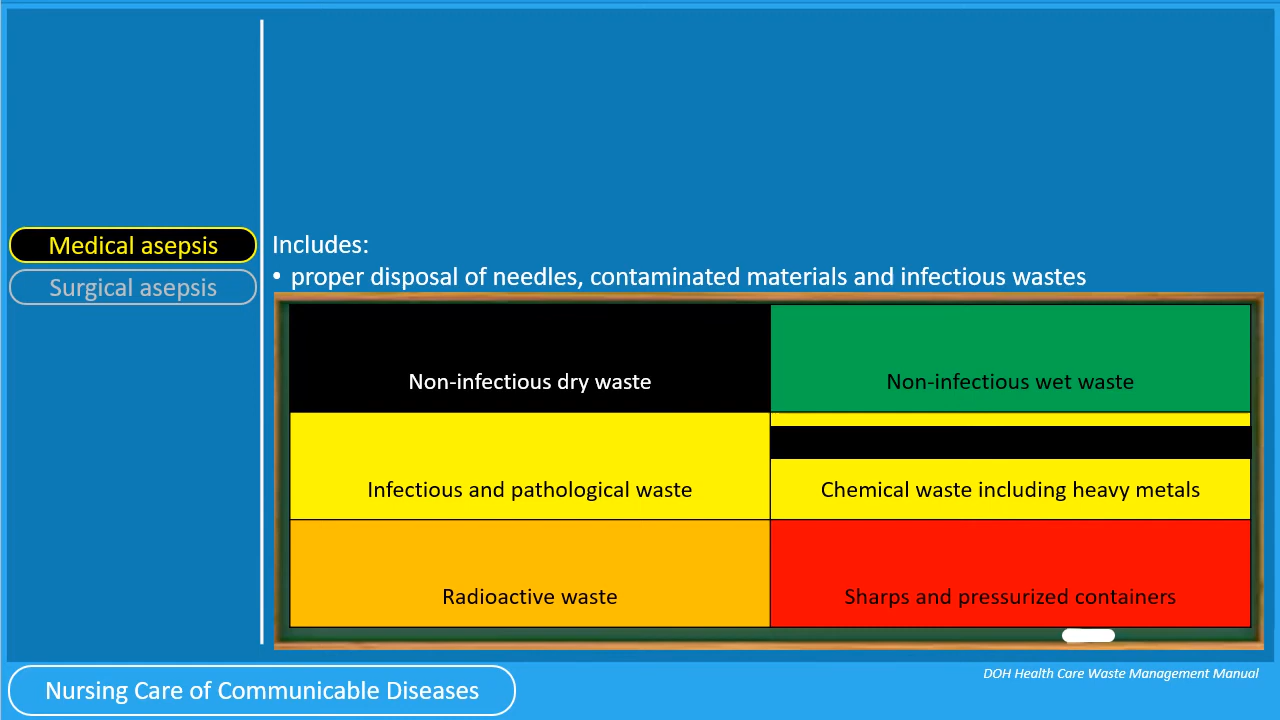 Medical asepsis
Surgical asepsis
Includes:
• proper disposal of needles, contaminated materials and infectious wastes
Non-infectious dry waste
Non-infectious wet waste
Infectious and pathological waste
Chemical waste including heavy metals
Radioactive waste
Sharps and pressurized containers
DOH Health Care Waste Management Manual
Nursing Care of Communicable Diseases